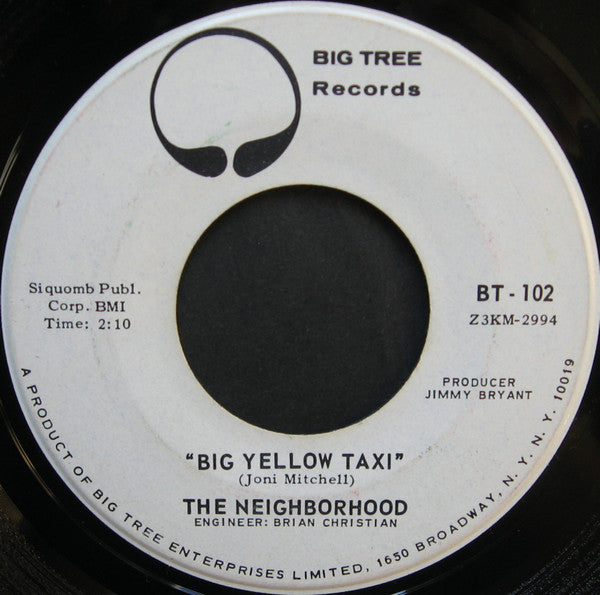 BIG TREE
Records
Siquomb Publ.
Corp. BMI
Time: 2:10
BT - 102
Z3KM-2994
PRODUCER
JIMMY BRYANT
"BIG YELLOW TAXI"
(Joni Mitchell)
THE NEIGHBORHOOD
ENGINEER: BRIAN CHRISTIAN
A PRODUCT OF BIG TREE ENTERPRISES LIMITED, 1650 BROADWAY, N.Y. N.Y. 10019